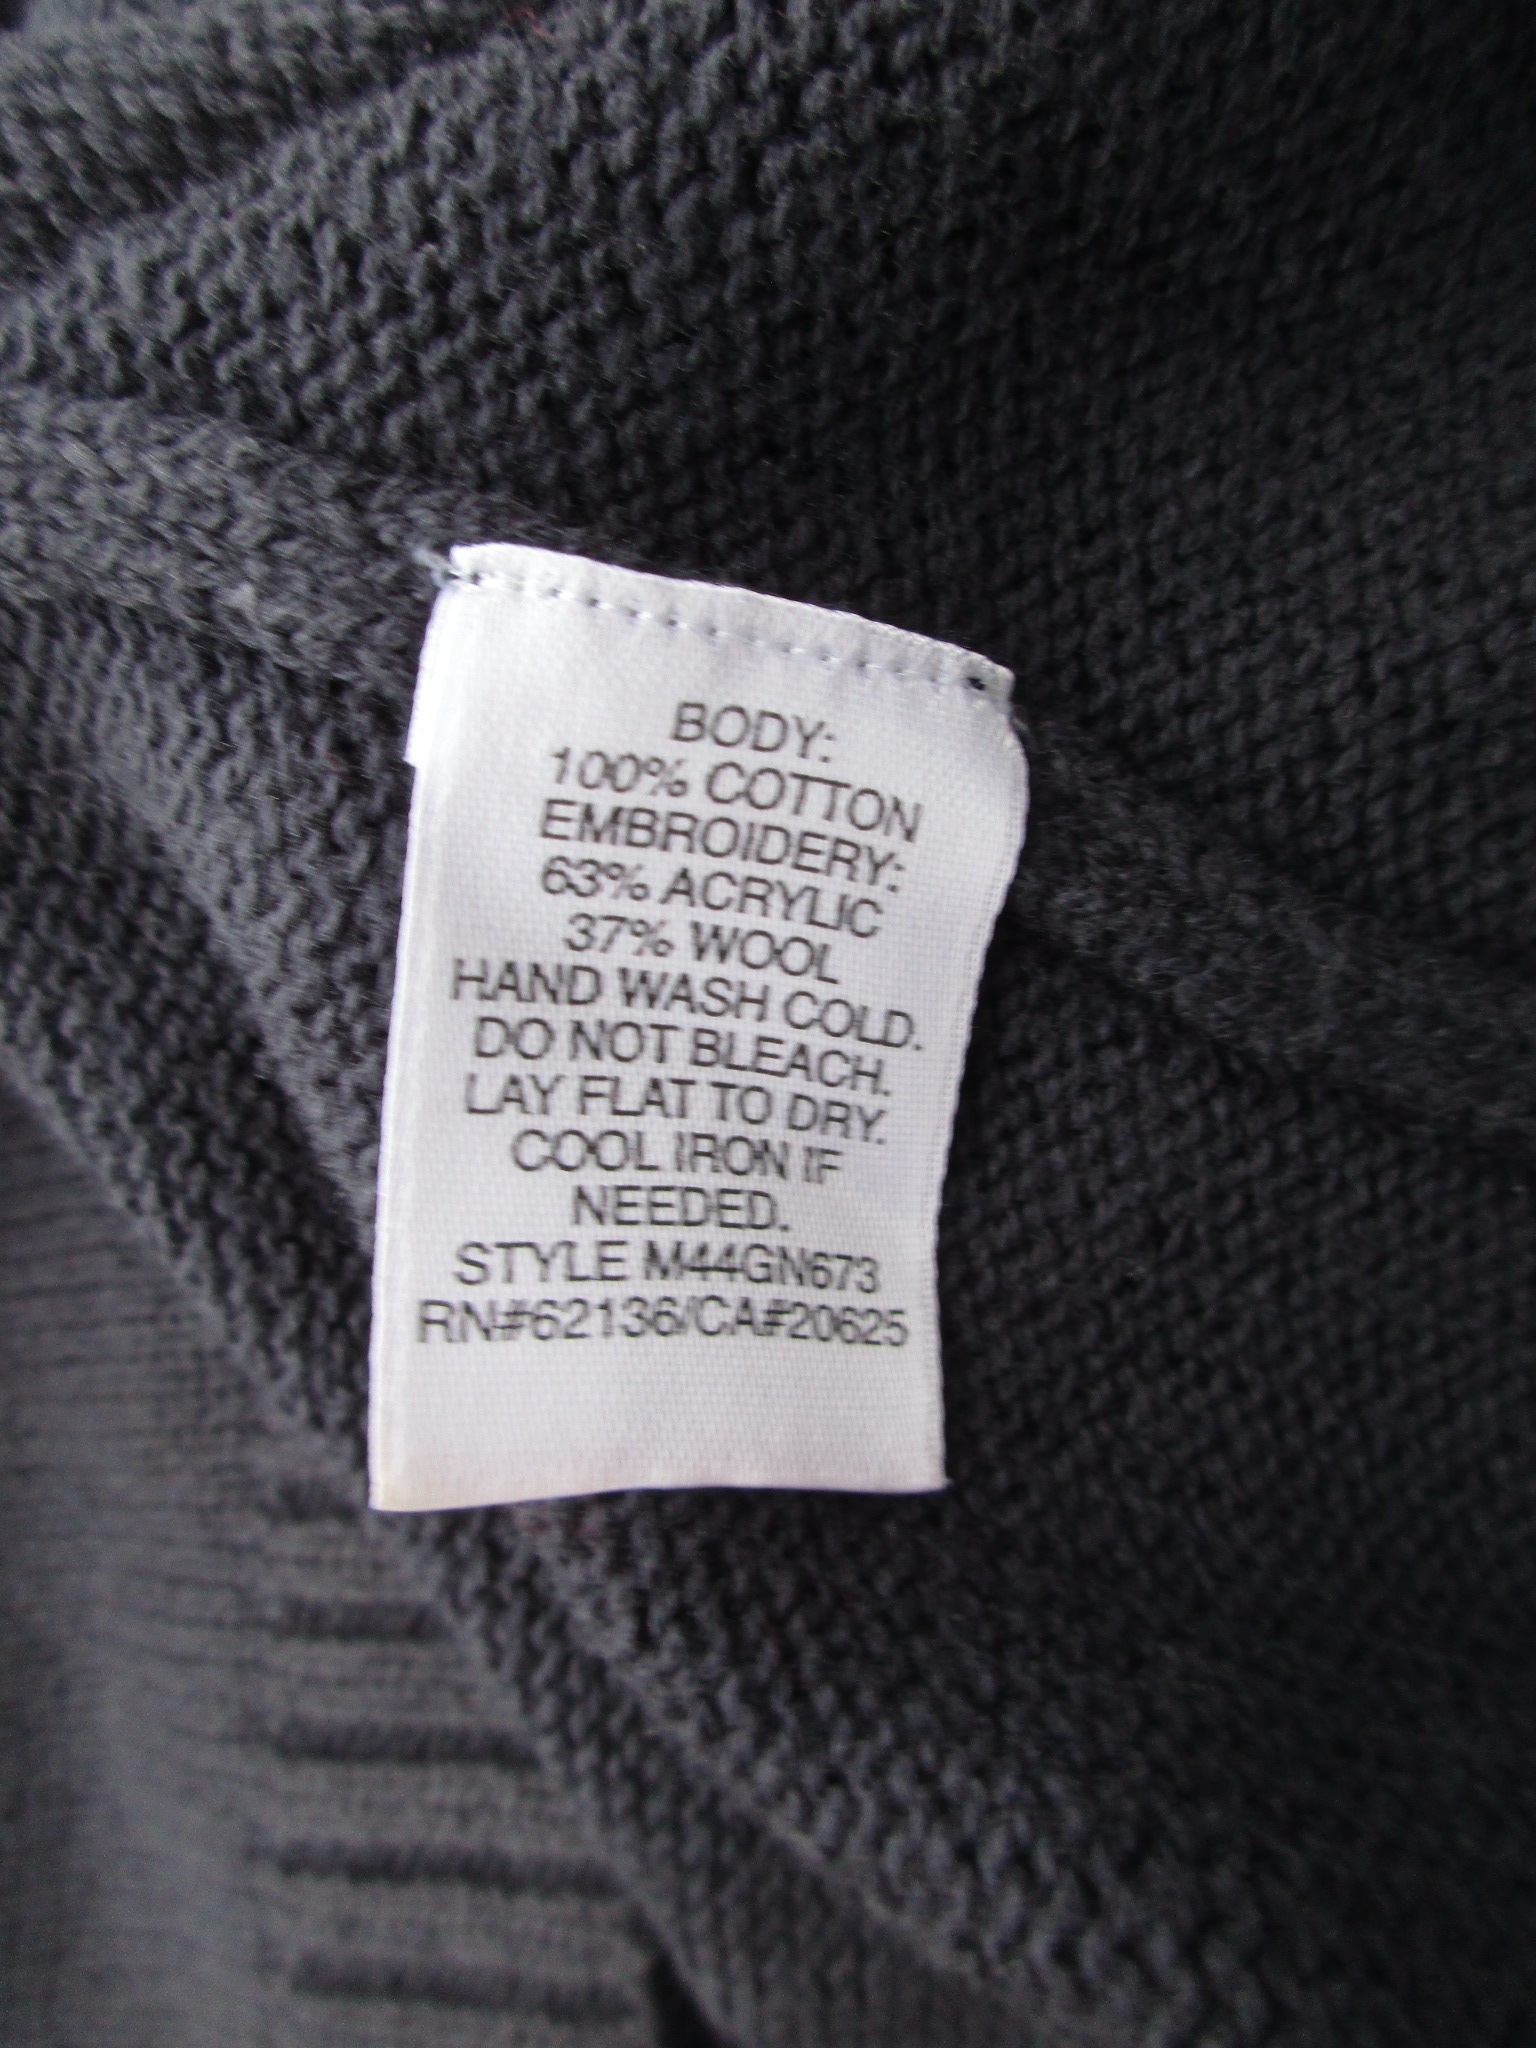 BODY:
100% COTTON
EMBROIDERY:
63% ACRYLIC
37% WOOL
HAND WASH COLD.
DO NOT BLEACH.
LAY FLAT TO DRY.
COOL IRON IF
NEEDED.
STYLE M44GN673
RN#62136/CA#20625